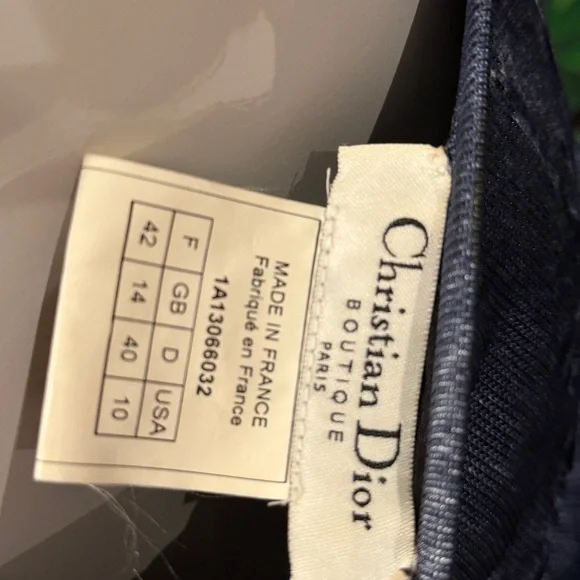 Christian Dior
BOUTIQUE
PARIS
MADE IN FRANCE
Fabriqué en France
1A13066032
F GB D USA
42 14 40 10